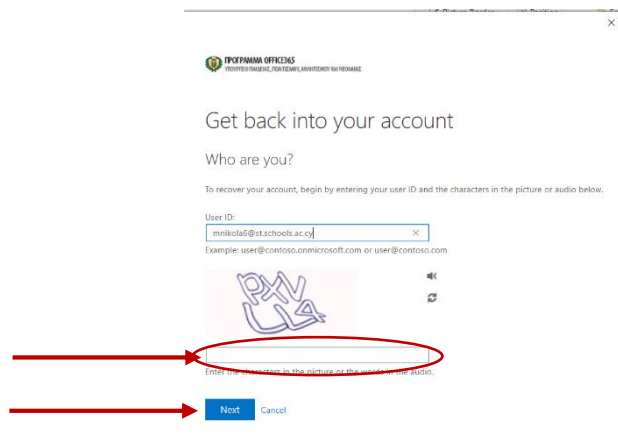 ΠΡΟΓΡΑΜΜΑ OFFICE365
ΥΠΟΥΡΓΕΙΟ ΠΑΙΔΕΙΑΣ, ΠΟΛΙΤΙΣΜΟΥ, ΑΘΛΗΤΙΣΜΟΥ ΚΑΙ ΝΕΟΛΑΙΑΣ
Get back into your account
Who are you?
To recover your account, begin by entering your user ID and the characters in the picture or audio below.
User ID:
mnikola6@st.schools.ac.cy
Example: user@contoso.onmicrosoft.com or user@contoso.com
Enter the characters in the picture or the words in the audio.
Next Cancel